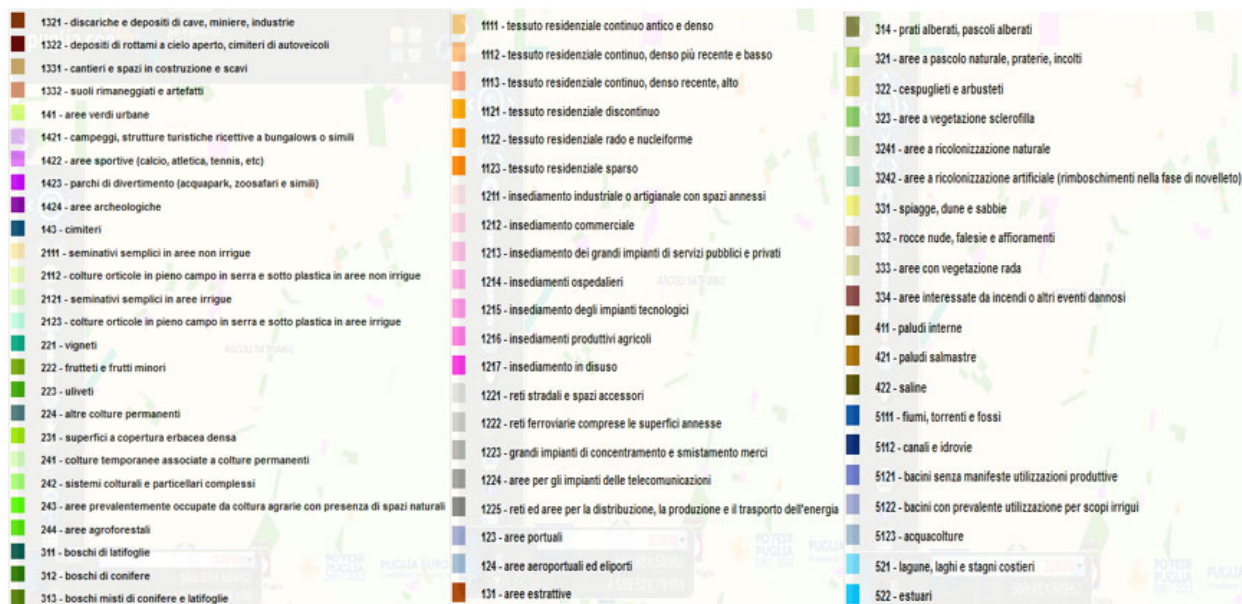 1321 - discariche e depositi di cave, miniere, industrie
1322 - depositi di rottami a cielo aperto, cimiteri di autoveicoli
1331 - cantieri e spazi in costruzione e scavi
1332 - suoli rimaneggiati e artefatti
141 - aree verdi urbane
1421 - campeggi, strutture turistiche ricettive a bungalows o simili
1422 - aree sportive (calcio, atletica, tennis, etc)
1423 - parchi di divertimento (acquapark, zoosafari e simili)
1424 - aree archeologiche
143 - cimiteri
2111 - seminativi semplici in aree non irrigue
2112 - colture orticole in pieno campo in serra e sotto plastica in aree non irrigue
2121 - seminativi semplici in aree irrigue
2123 - colture orticole in pieno campo in serra e sotto plastica in aree irrigue
221 - vigneti
222 - frutteti e frutti minori
223 - uliveti
224 - altre colture permanenti
231 - superfici a copertura erbacea densa
241 - colture temporanee associate a colture permanenti
242 - sistemi colturali e particellari complessi
243 - aree prevalentemente occupate da coltura agrarie con presenza di spazi naturali
244 - aree agroforestali
311 - boschi di latifoglie
312 - boschi di conifere
313 - boschi misti di conifere e latifoglie
1111 - tessuto residenziale continuo antico e denso
1112 - tessuto residenziale continuo, denso più recente e basso
1113 - tessuto residenziale continuo, denso recente, alto
1121 - tessuto residenziale discontinuo
1122 - tessuto residenziale rado e nucleiforme
1123 - tessuto residenziale sparso
1211 - insediamento industriale o artigianale con spazi annessi
1212 - insediamento commerciale
1213 - insediamento dei grandi impianti di servizi pubblici e privati
1214 - insediamenti ospedalieri
1215 - insediamento degli impianti tecnologici
1216 - insediamenti produttivi agricoli
1217 - insediamento in disuso
1221 - reti stradali e spazi accessori
1222 - reti ferroviarie comprese le superfici annesse
1223 - grandi impianti di concentramento e smistamento merci
1224 - aree per gli impianti delle telecomunicazioni
1225 - reti ed aree per la distribuzione, la produzione e il trasporto dell'energia
123 - aree portuali
124 - aree aeroportuali ed eliporti
131 - aree estrattive
314 - prati alberati, pascoli alberati
321 - aree a pascolo naturale, praterie, incolti
322 - cespuglieti e arbusteti
323 - aree a vegetazione sclerofilla
3241 - aree a ricolonizzazione naturale
3242 - aree a ricolonizzazione artificiale (rimboschimenti nella fase di novelleto)
331 - spiagge, dune e sabbie
332 - rocce nude, falesie e affioramenti
333 - aree con vegetazione rada
334 - aree interessate da incendi o altri eventi dannosi
411 - paludi interne
421 - paludi salmastre
422 - saline
5111 - fiumi, torrenti e fossi
5112 - canali e idrovie
5121 - bacini senza manifeste utilizzazioni produttive
5122 - bacini con prevalente utilizzazione per scopi irrigui
5123 - acquacolture
521 - lagune, laghi e stagni costieri
522 - estuari
ASCOLI SATRIANO
ASCOLI SATRIANO